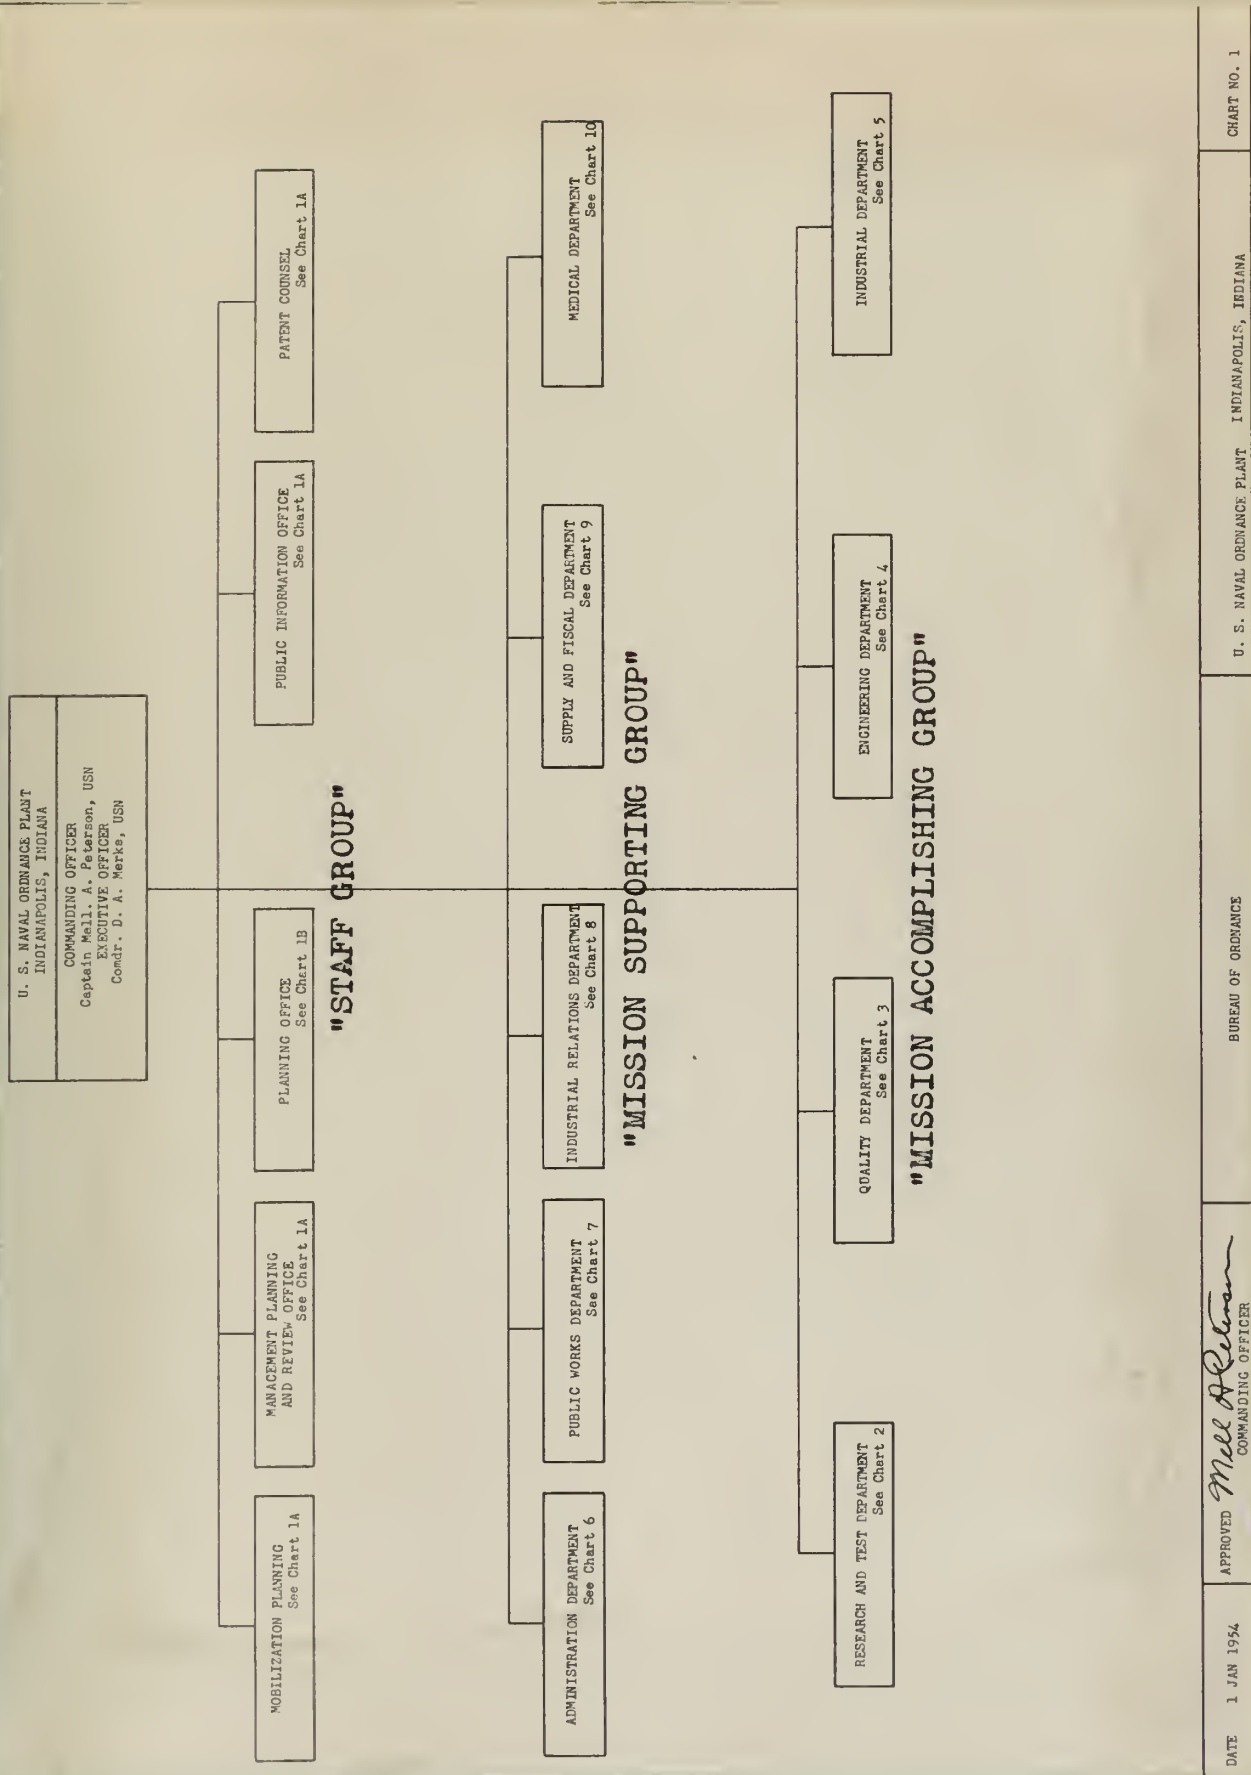 U. S. NAVAL ORDNANCE PLANT
INDIANAPOLIS, INDIANA
COMMANDING OFFICER
Captain Mell. A. Peterson, USN
EXECUTIVE OFFICER
Comdr. D. A. Merks, USN
MOBILIZATION PLANNING
See Chart 1A
MANAGEMENT PLANNING
AND REVIEW OFFICE
See Chart 1A
PLANNING OFFICE
See Chart 1B
PUBLIC INFORMATION OFFICE
See Chart 1A
PATENT COUNSEL
See Chart 1A
"STAFF GROUP"
ADMINISTRATION DEPARTMENT
See Chart 6
PUBLIC WORKS DEPARTMENT
See Chart 7
INDUSTRIAL RELATIONS DEPARTMENT
See Chart 8
SUPPLY AND FISCAL DEPARTMENT
See Chart 9
MEDICAL DEPARTMENT
See Chart 10
"MISSION SUPPORTING GROUP"
RESEARCH AND TEST DEPARTMENT
See Chart 2
QUALITY DEPARTMENT
See Chart 3
ENGINEERING DEPARTMENT
See Chart 4
INDUSTRIAL DEPARTMENT
See Chart 5
"MISSION ACCOMPLISHING GROUP"
DATE 1 JAN 1954
APPROVED Mell A Peterson
COMMANDING OFFICER
BUREAU OF ORDNANCE
U. S. NAVAL ORDNANCE PLANT INDIANAPOLIS, INDIANA
CHART NO. 1